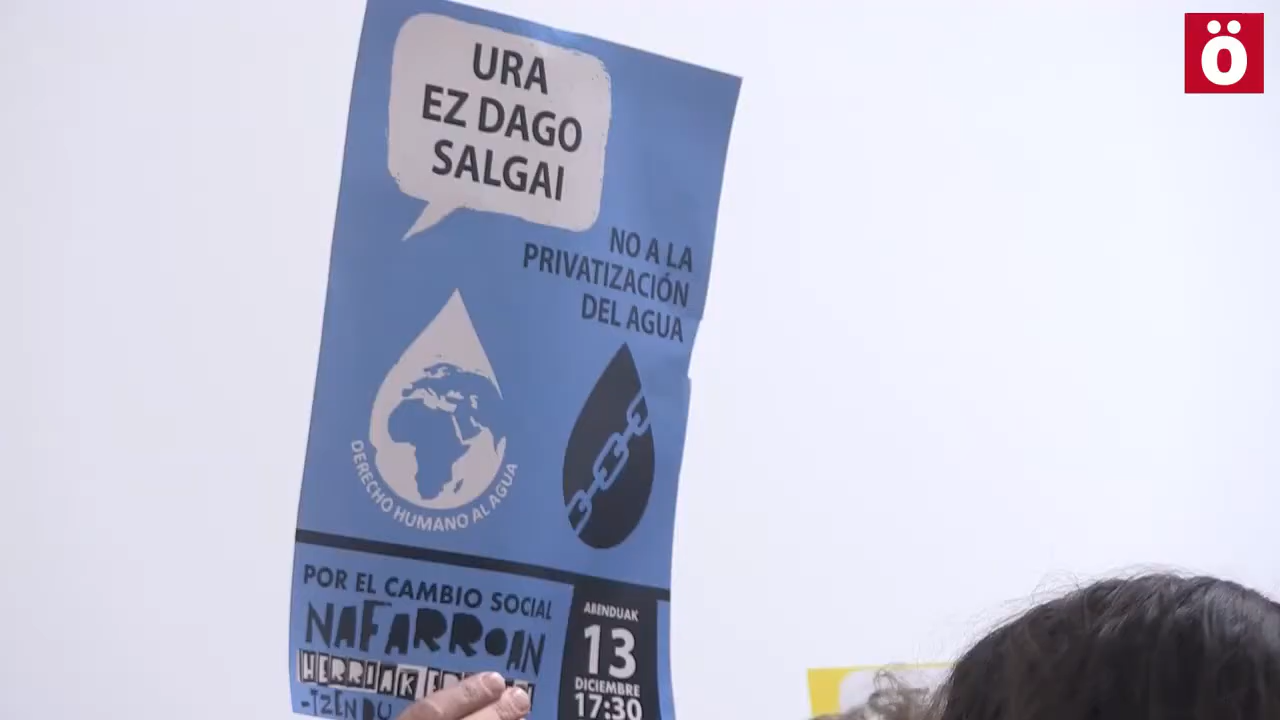 URA
EZ DAGO
SALGAI
NO A LA
PRIVATIZACIÓN
DEL AGUA
DERECHO HUMANO AL AGUA
POR EL CAMBIO SOCIAL
NAFARROAN
HERRIAK
ABENDUAK
13
DICIEMBRE
17:30
Ö